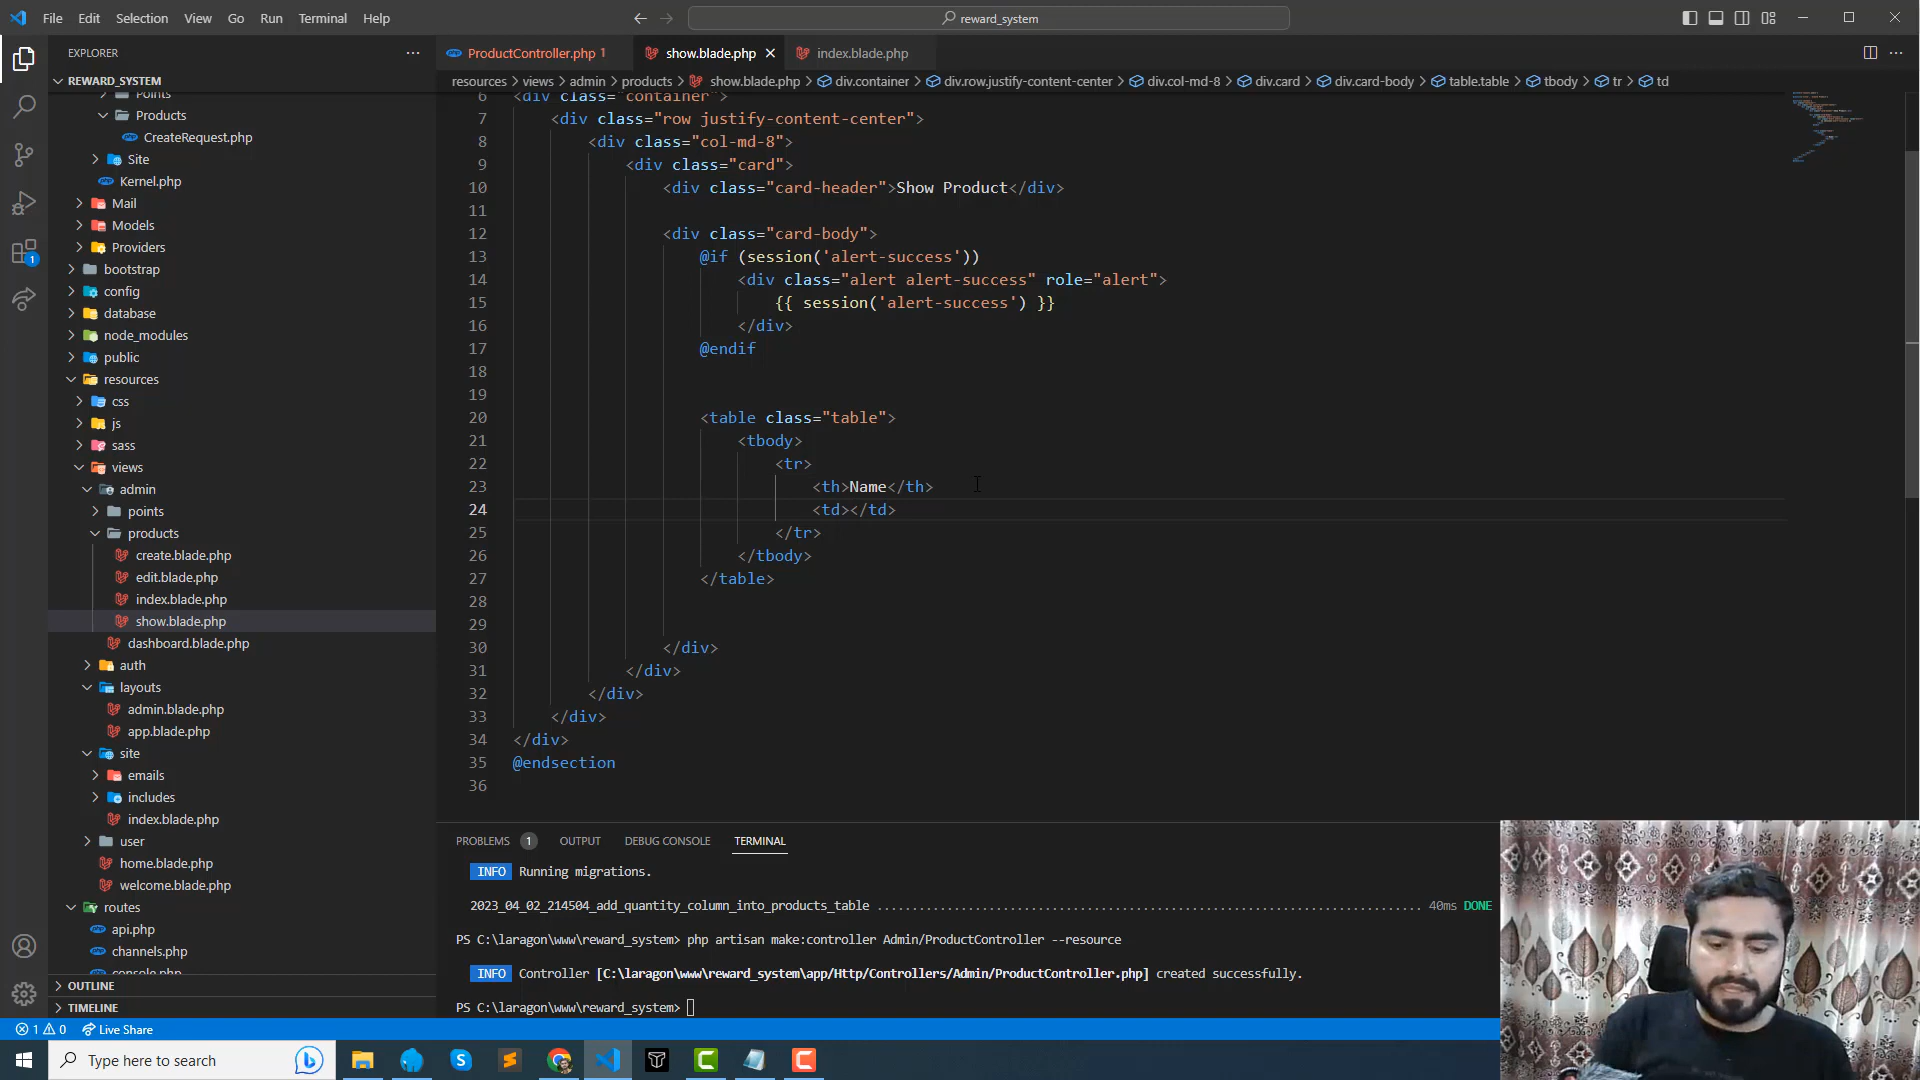 File Edit Selection View Go Run Terminal Help
reward_system
EXPLORER
REWARD_SYSTEM
Points
Products
CreateRequest.php
Site
Kernel.php
Mail
Models
Providers
bootstrap
config
database
node_modules
public
resources
css
js
sass
views
admin
points
products
create.blade.php
edit.blade.php
index.blade.php
show.blade.php
dashboard.blade.php
auth
layouts
admin.blade.php
app.blade.php
site
emails
includes
index.blade.php
user
home.blade.php
welcome.blade.php
routes
api.php
channels.php
console.php
OUTLINE
TIMELINE
ProductController.php 1 show.blade.php index.blade.php
resources > views > admin > products > show.blade.php > div.container > div.row.justify-content-center > div.col-md-8 > div.card > div.card-body > table.table > tbody > tr > td
6 <div class="container">
7 <div class="row justify-content-center">
8 <div class="col-md-8">
9 <div class="card">
10 <div class="card-header">Show Product</div>
11
12 <div class="card-body">
13 @if (session('alert-success'))
14 <div class="alert alert-success" role="alert">
15 {{ session('alert-success') }}
16 </div>
17 @endif
18
19
20 <table class="table">
21 <tbody>
22 <tr>
23 <th>Name</th>
24 <td></td>
25 </tr>
26 </tbody>
27 </table>
28
29
30 </div>
31 </div>
32 </div>
33 </div>
34 </div>
35 @endsection
36
PROBLEMS 1 OUTPUT DEBUG CONSOLE TERMINAL
INFO Running migrations.
2023_04_02_214504_add_quantity_column_into_products_table ........................................................................ 40ms DONE
PS C:\laragon\www\reward_system> php artisan make:controller Admin/ProductController --resource
INFO Controller [C:\laragon\www\reward_system\app/Http/Controllers/Admin/ProductController.php] created successfully.
PS C:\laragon\www\reward_system>
1 0 Live Share
Type here to search